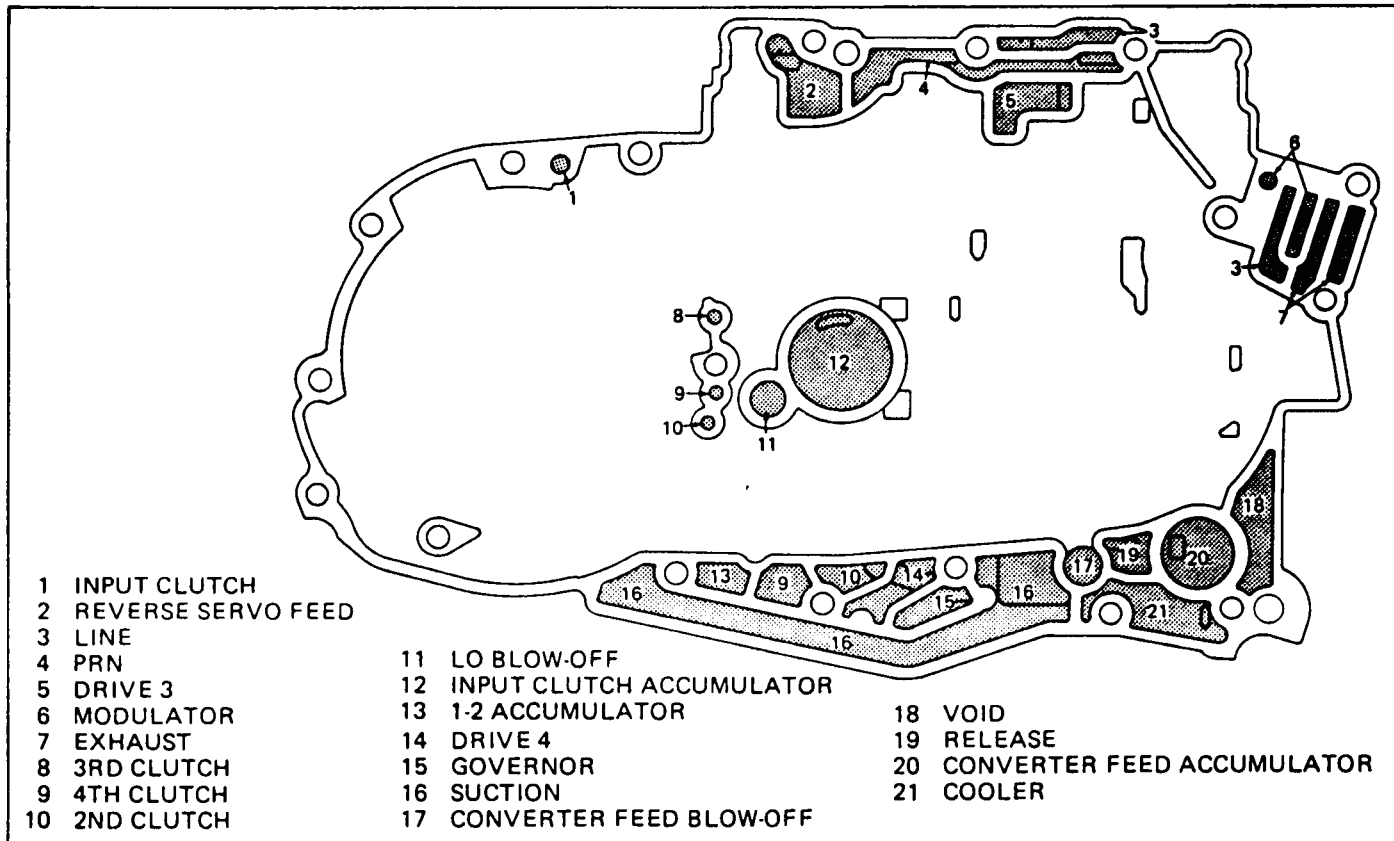 3
2
4
5
6
1
3
7
8
12
9
10
11
18
19
20
17
13
9
10
14
16
16
15
21
16
1 INPUT CLUTCH
2 REVERSE SERVO FEED
3 LINE
4 PRN
5 DRIVE 3
6 MODULATOR
7 EXHAUST
8 3RD CLUTCH
9 4TH CLUTCH
10 2ND CLUTCH
11 LO BLOW-OFF
12 INPUT CLUTCH ACCUMULATOR
13 1-2 ACCUMULATOR
14 DRIVE 4
15 GOVERNOR
16 SUCTION
17 CONVERTER FEED BLOW-OFF
18 VOID
19 RELEASE
20 CONVERTER FEED ACCUMULATOR
21 COOLER